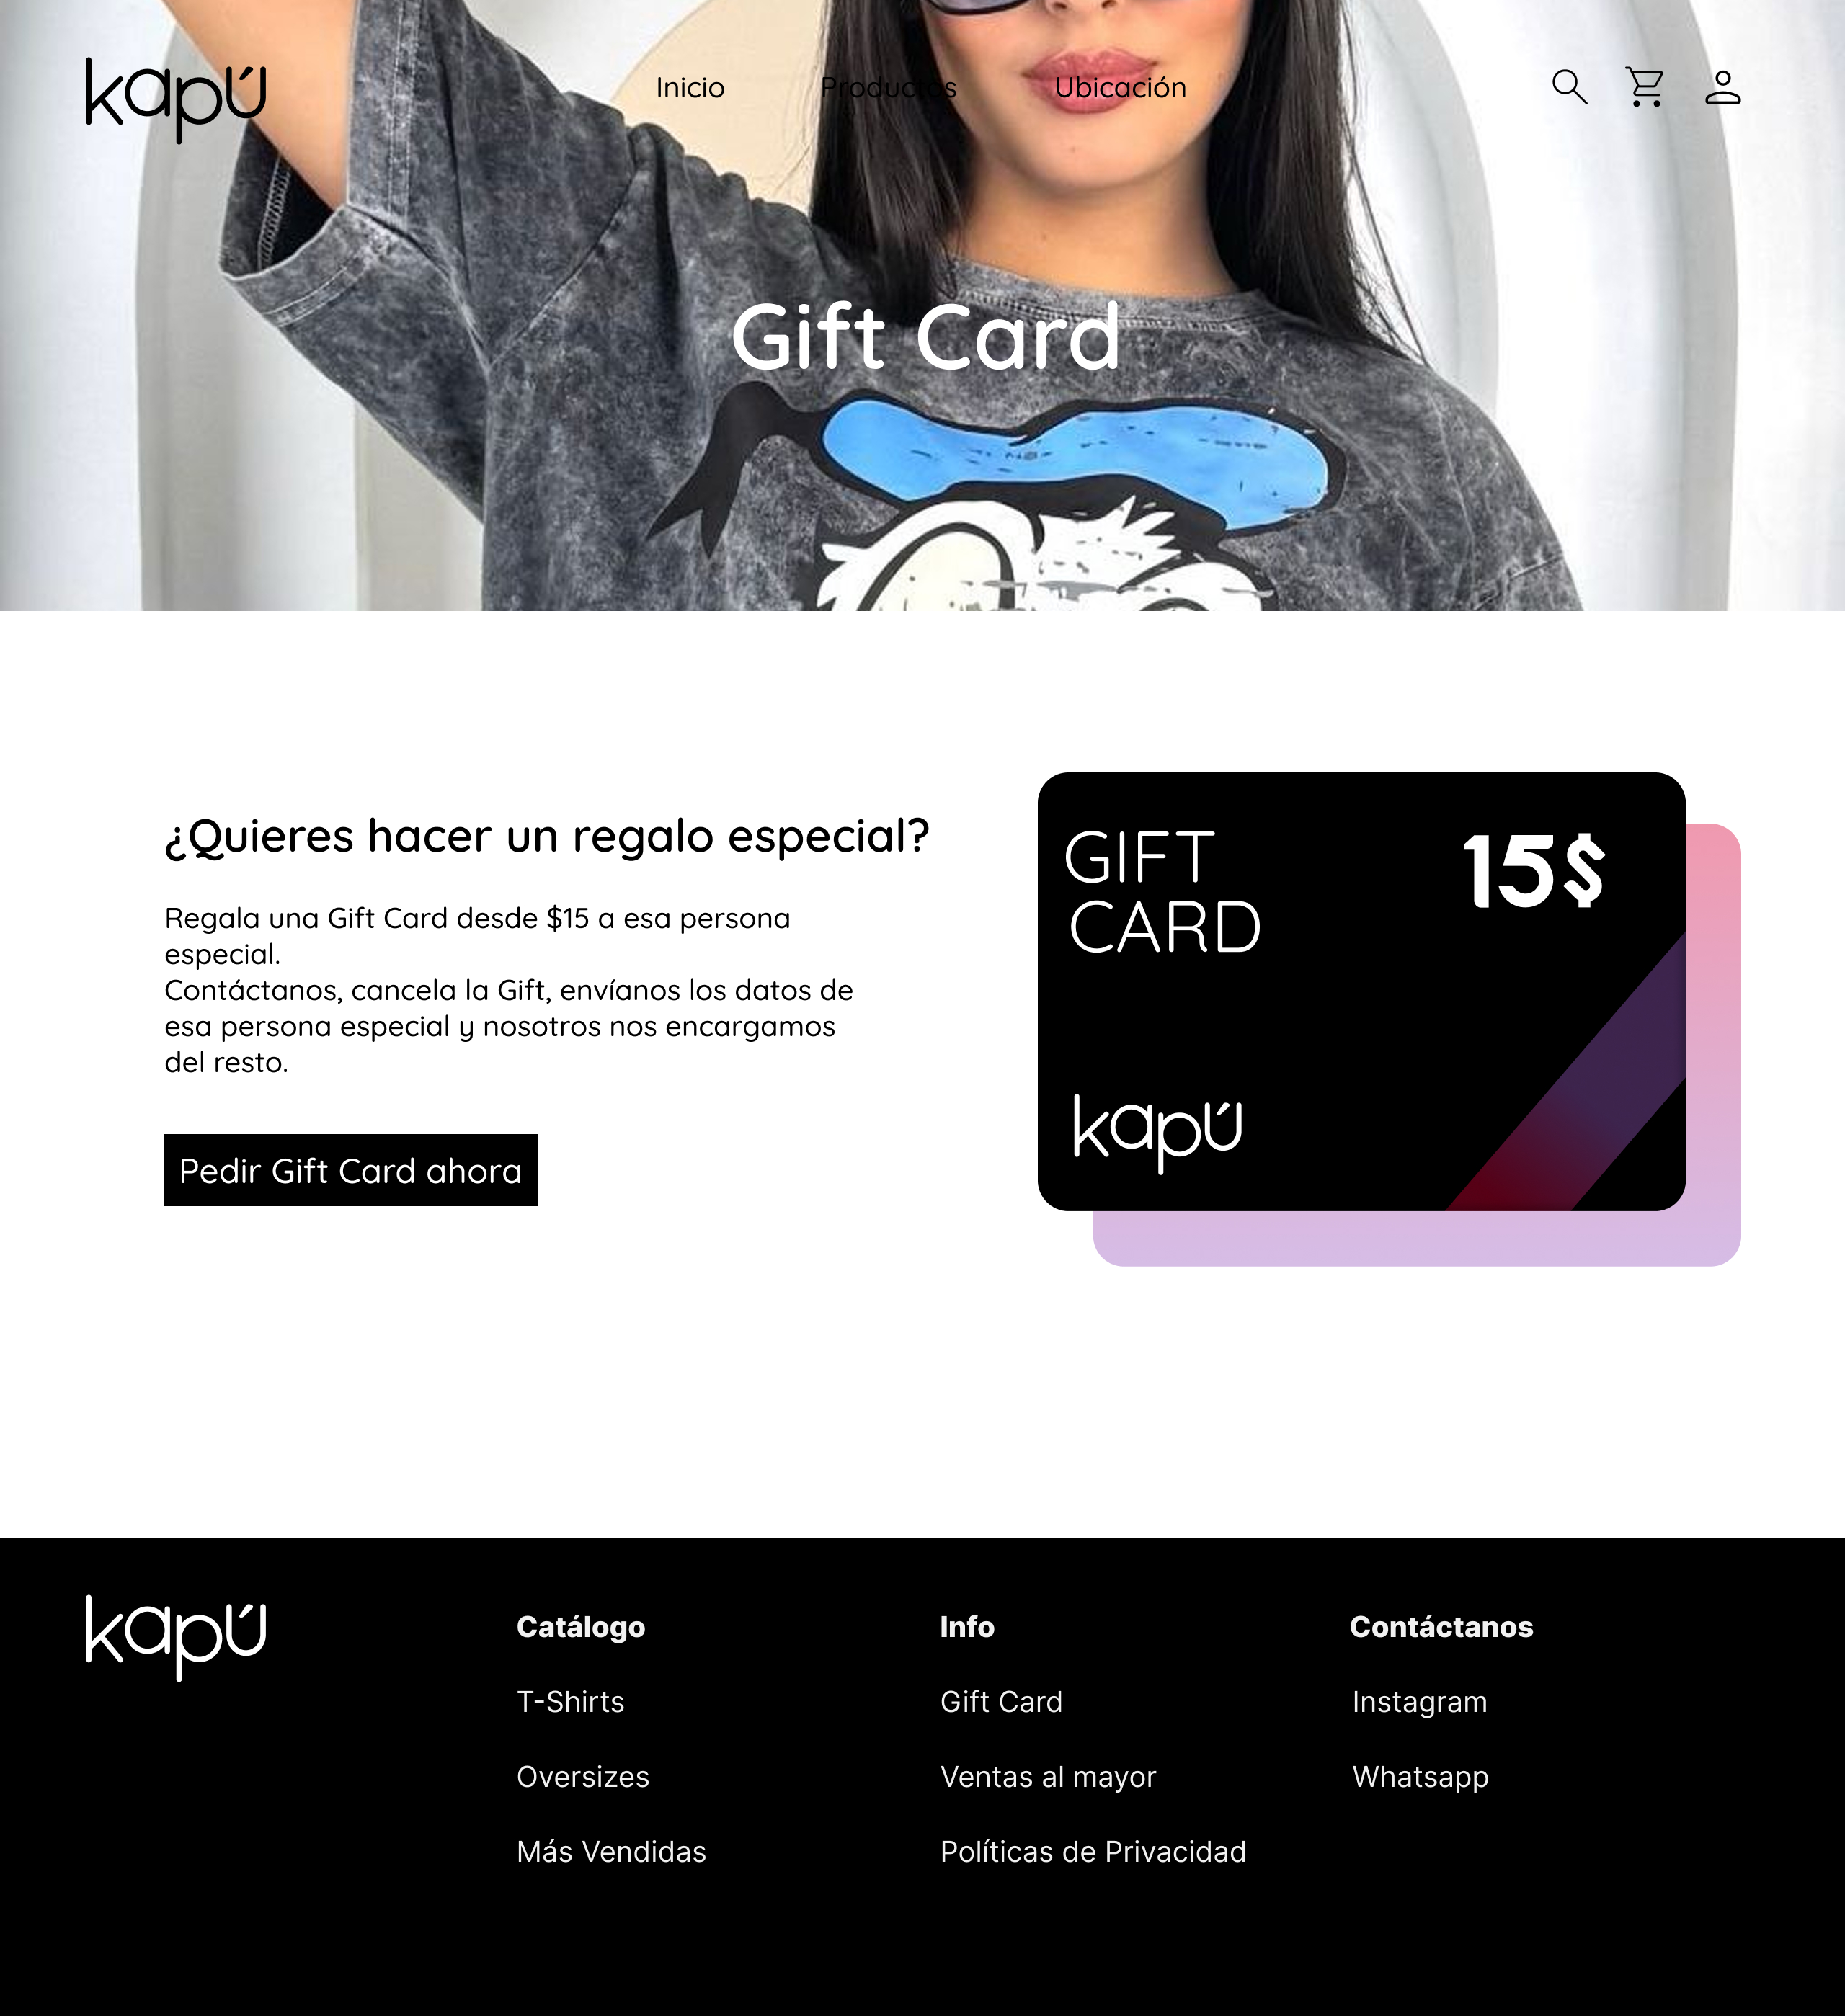 kapú
Inicio Productos Ubicación
Gift Card
¿Quieres hacer un regalo especial?
Regala una Gift Card desde $15 a esa persona
especial.
Contáctanos, cancela la Gift, envíanos los datos de
esa persona especial y nosotros nos encargamos
del resto.
Pedir Gift Card ahora
GIFT
CARD
15$
kapú
kapú
Catálogo
T-Shirts
Oversizes
Más Vendidas
Info
Gift Card
Ventas al mayor
Políticas de Privacidad
Contáctanos
Instagram
Whatsapp